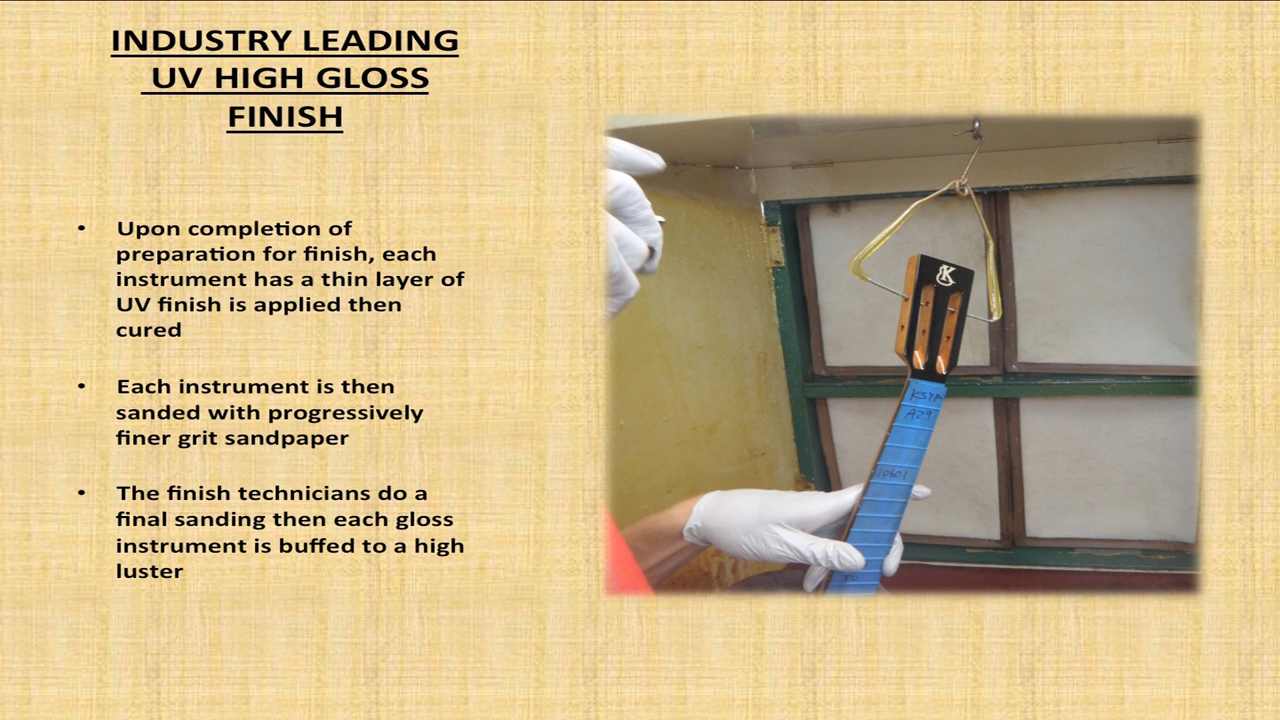 INDUSTRY LEADING
UV HIGH GLOSS
FINISH
• Upon completion of
preparation for finish, each
instrument has a thin layer of
UV finish is applied then
cured
• Each instrument is then
sanded with progressively
finer grit sandpaper
• The finish technicians do a
final sanding then each gloss
instrument is buffed to a high
luster
K
A29